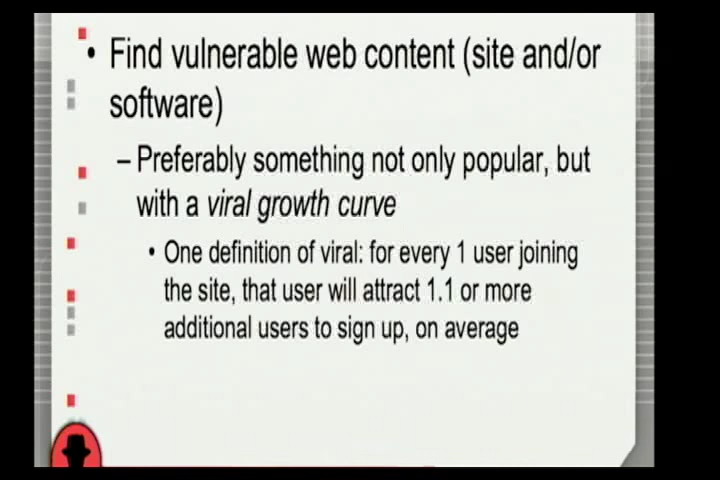 • Find vulnerable web content (site and/or
software)
– Preferably something not only popular, but
with a viral growth curve
• One definition of viral: for every 1 user joining
the site, that user will attract 1.1 or more
additional users to sign up, on average